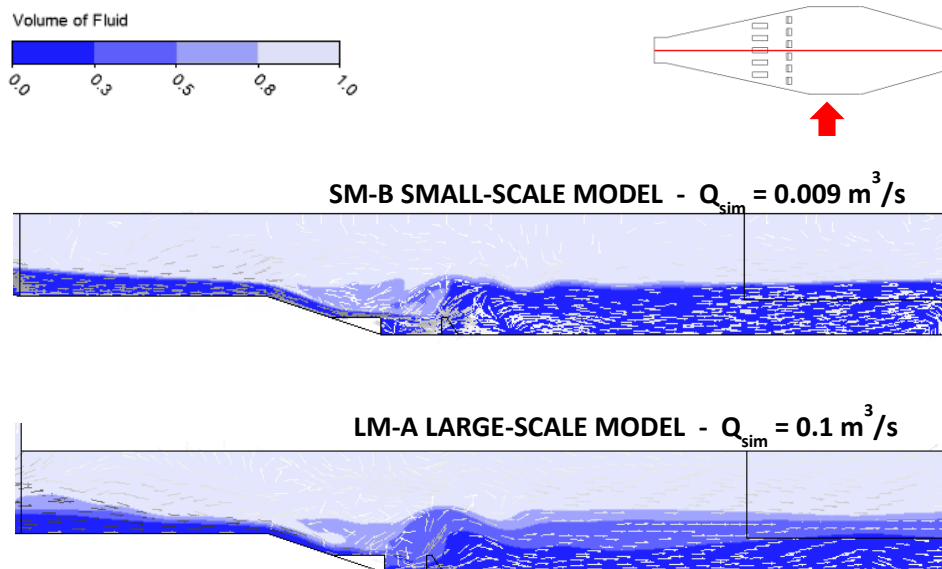 Volume of Fluid
0.0 0.3 0.5 0.8 1.0
SM-B SMALL-SCALE MODEL - Qsim = 0.009 m³/s
LM-A LARGE-SCALE MODEL - Qsim = 0.1 m³/s